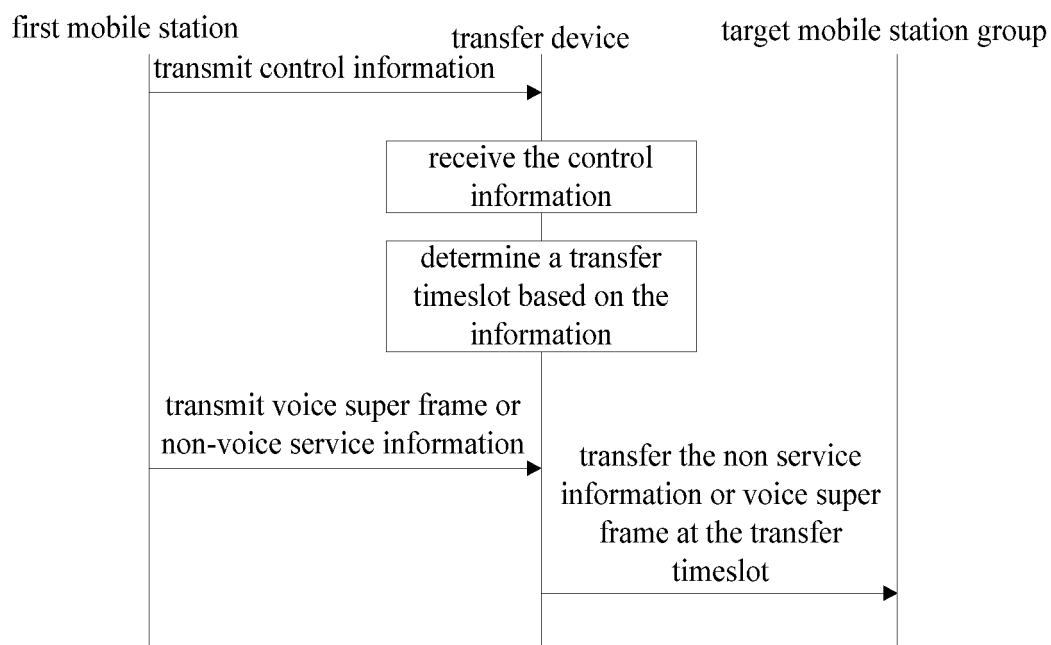 first mobile station
transfer device
target mobile station group
transmit control information
receive the control
information
determine a transfer
timeslot based on the
information
transmit voice super frame or
non-voice service information
transfer the non service
information or voice super
frame at the transfer
timeslot